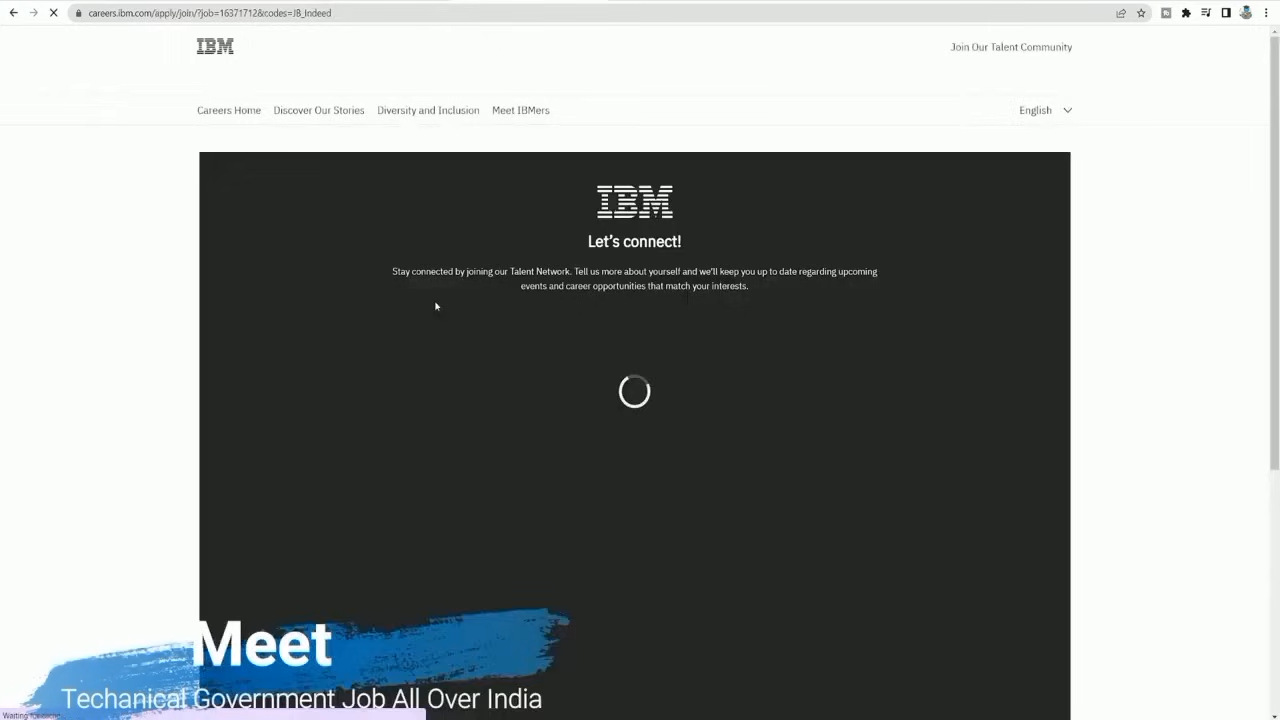 careers.ibm.com/apply/join/?job=16371712&codes=JB_Indeed
IBM
Join Our Talent Community
Careers Home Discover Our Stories Diversity and Inclusion Meet IBMers
English
IBM
Let's connect!
Stay connected by joining our Talent Network. Tell us more about yourself and we'll keep you up to date regarding upcoming
events and career opportunities that match your interests.
Meet
Techanical Government Job All Over India
Waiting for